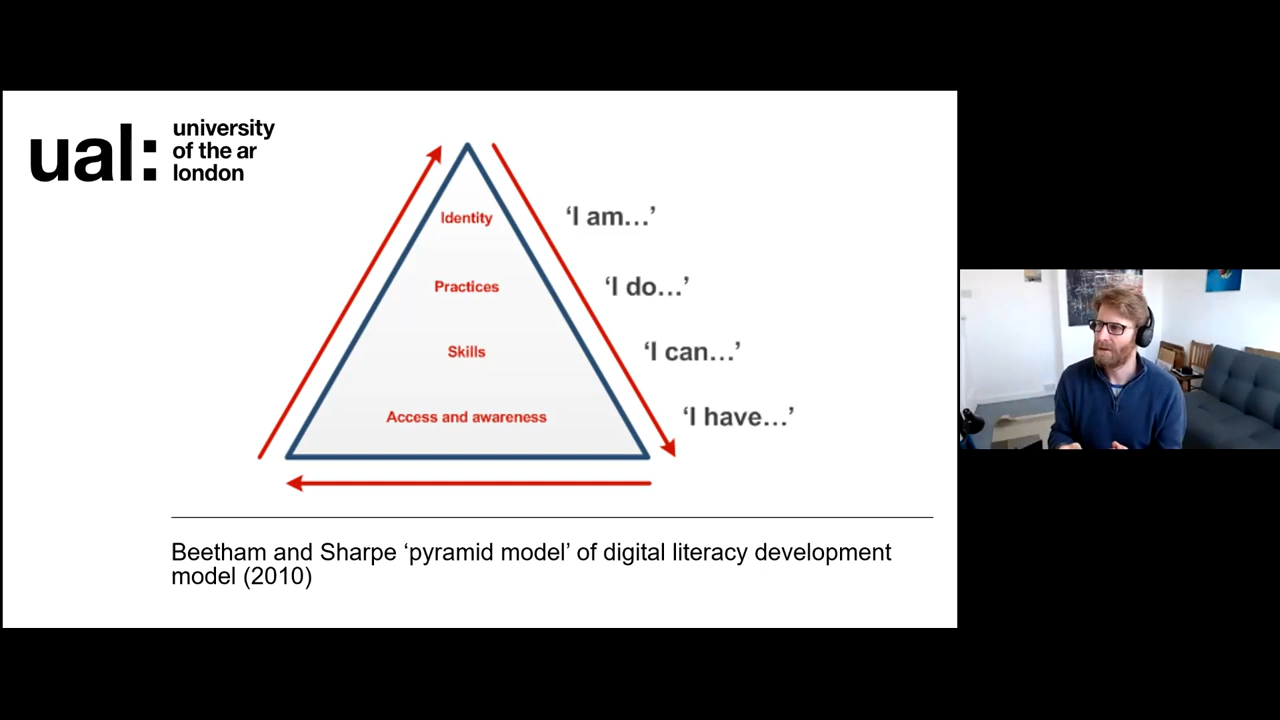 ual:
university
of the ar
london
Identity
‘I am…’
Practices
‘I do…’
Skills
‘I can…’
Access and awareness
‘I have…’
Beetham and Sharpe ‘pyramid model’ of digital literacy development
model (2010)